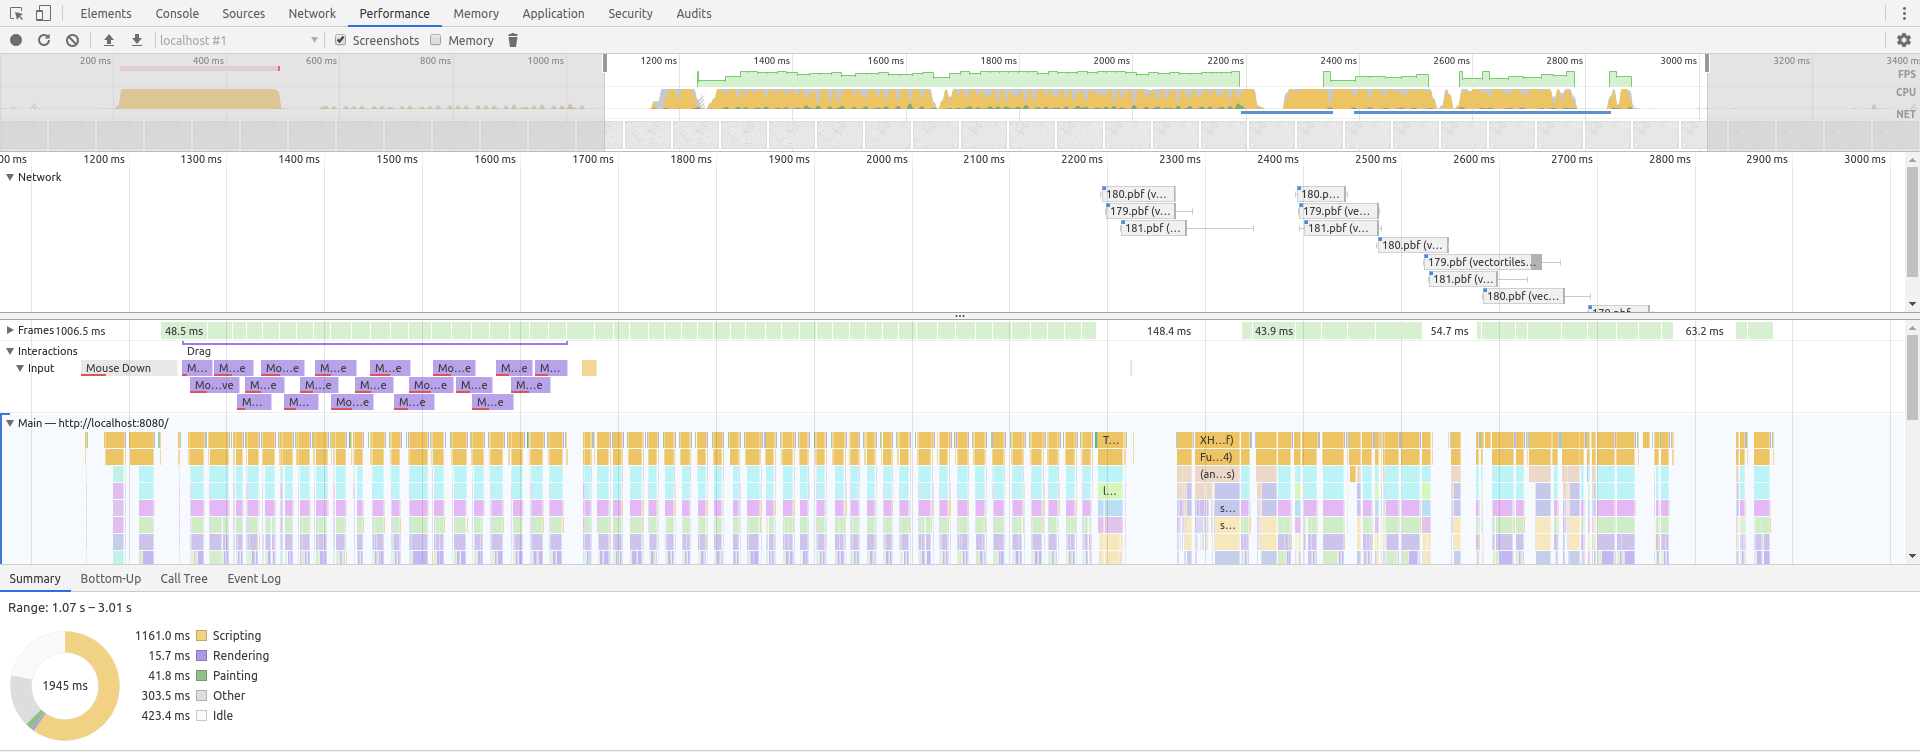 Elements Console Sources Network Performance Memory Application Security Audits
localhost #1 Screenshots Memory
200 ms 400 ms 600 ms 800 ms 1000 ms 1200 ms 1400 ms 1600 ms 1800 ms 2000 ms 2200 ms 2400 ms 2600 ms 2800 ms 3000 ms 3200 ms 3400 ms
FPS
CPU
NET
00 ms 1200 ms 1300 ms 1400 ms 1500 ms 1600 ms 1700 ms 1800 ms 1900 ms 2000 ms 2100 ms 2200 ms 2300 ms 2400 ms 2500 ms 2600 ms 2700 ms 2800 ms 2900 ms 3000 ms
Network
180.pbf (v... 180.p...
179.pbf (v... 179.pbf (ve...
181.pbf (... 181.pbf (v...
180.pbf (v...
179.pbf (vectortiles...
181.pbf (v...
180.pbf (vec...
Frames 1006.5 ms 48.5 ms 148.4 ms 43.9 ms 54.7 ms 63.2 ms
Interactions Drag
Input Mouse Down M... M...e Mo...e M...e M...e Mo...e M...e M...
Mo...ve M...e M...e M...e Mo...e M...e M...e
M... M... Mo...e M...e M...e
Main — http://localhost:8080/
T... XH...f)
Fu...4)
(an...s)
l...
s...
s...
Summary Bottom-Up Call Tree Event Log
Range: 1.07 s – 3.01 s
1945 ms
1161.0 ms Scripting
15.7 ms Rendering
41.8 ms Painting
303.5 ms Other
423.4 ms Idle